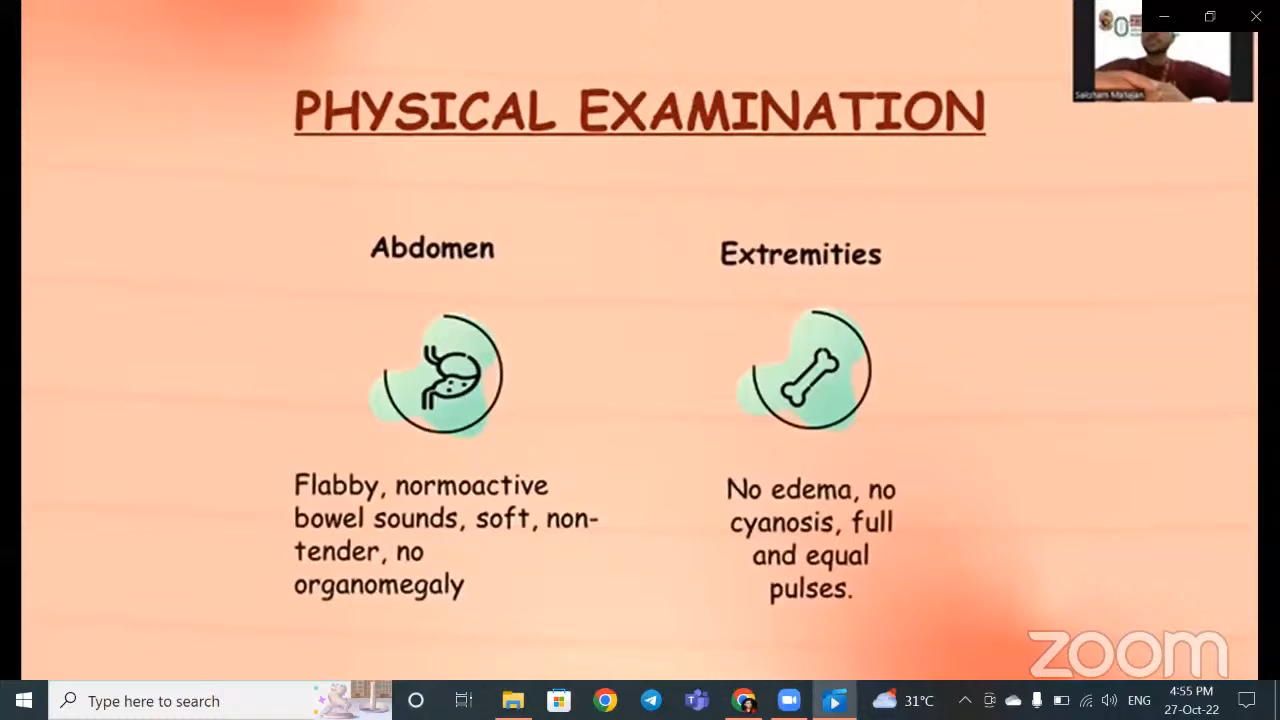 PHYSICAL EXAMINATION
Abdomen
Flabby, normoactive
bowel sounds, soft, non-
tender, no
organomegaly
Extremities
No edema, no
cyanosis, full
and equal
pulses.
zoom
Type here to search
31°C
ENG
4:55 PM
27-Oct-22